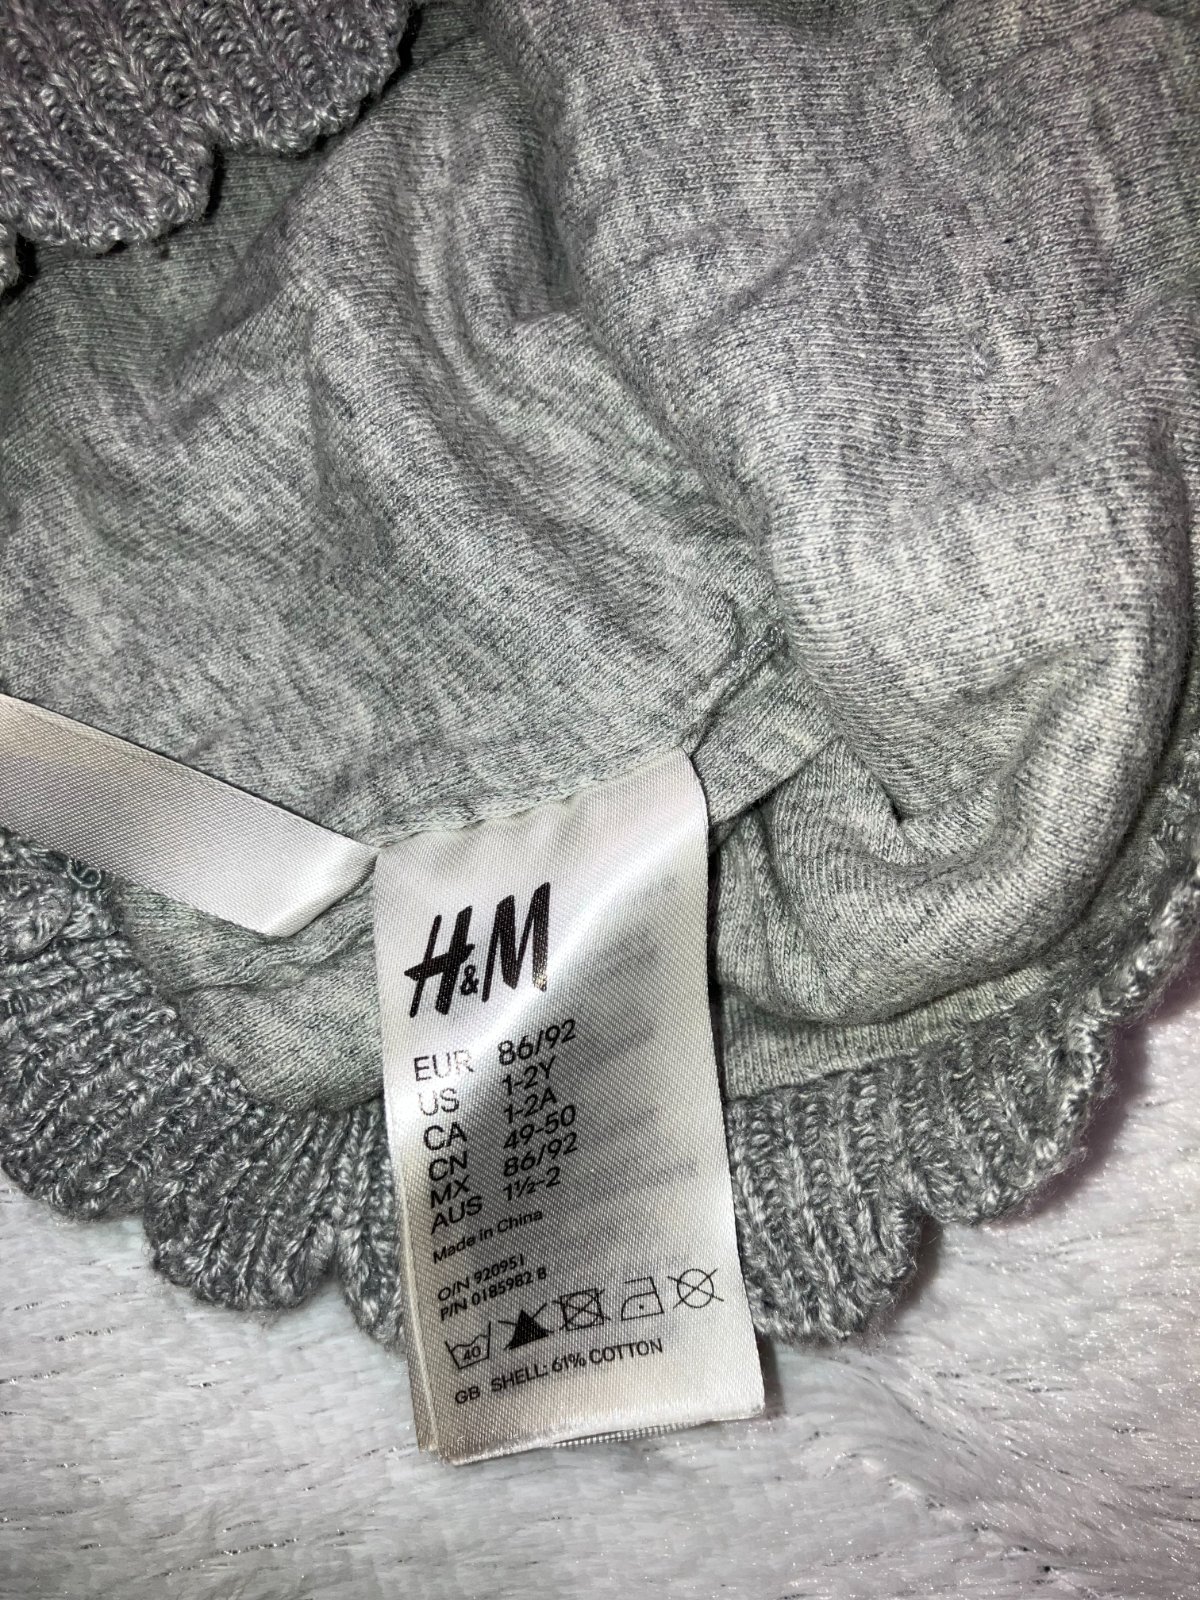 H&M
EUR 86/92
US 1-2Y
CA 1-2A
CN 49-50
MX 86/92
AUS 1½-2
Made in China
O/N 920951
P/N 0185982 8
40
GB SHELL: 61% COTTON